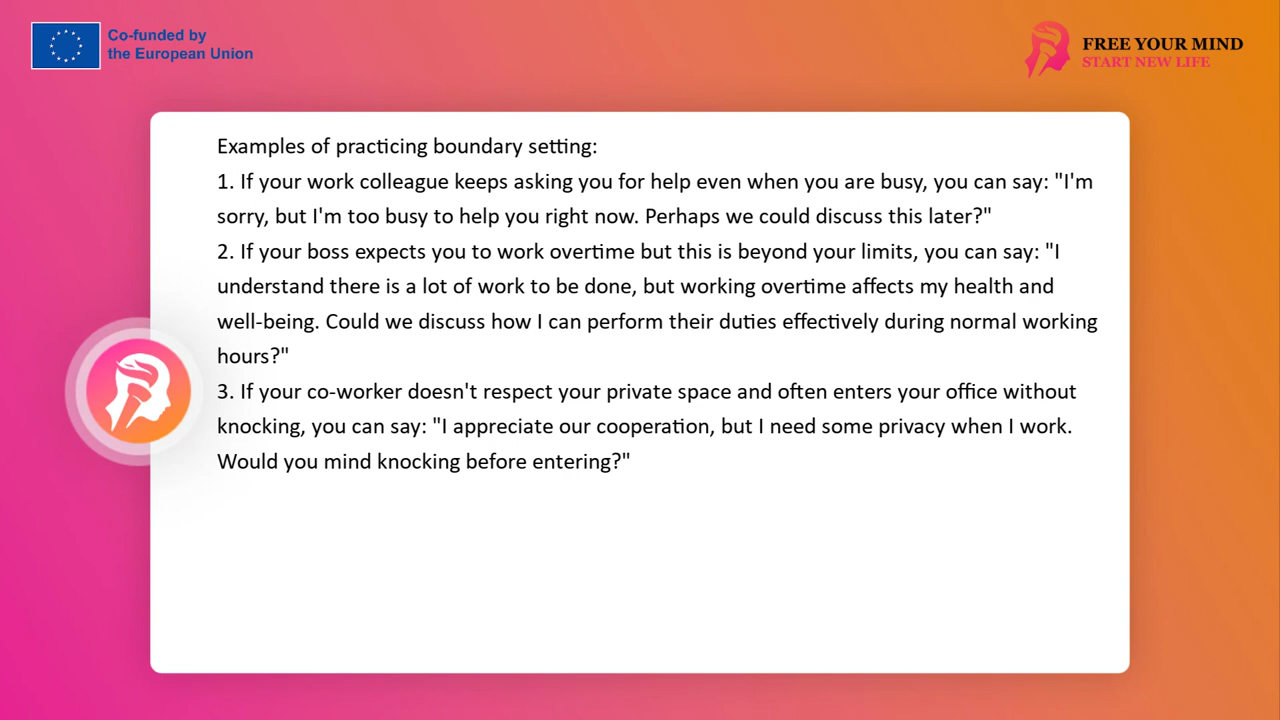 Co-funded by
the European Union
FREE YOUR MIND
START NEW LIFE
Examples of practicing boundary setting:
1. If your work colleague keeps asking you for help even when you are busy, you can say: "I'm
sorry, but I'm too busy to help you right now. Perhaps we could discuss this later?"
2. If your boss expects you to work overtime but this is beyond your limits, you can say: "I
understand there is a lot of work to be done, but working overtime affects my health and
well-being. Could we discuss how I can perform their duties effectively during normal working
hours?"
3. If your co-worker doesn't respect your private space and often enters your office without
knocking, you can say: "I appreciate our cooperation, but I need some privacy when I work.
Would you mind knocking before entering?"